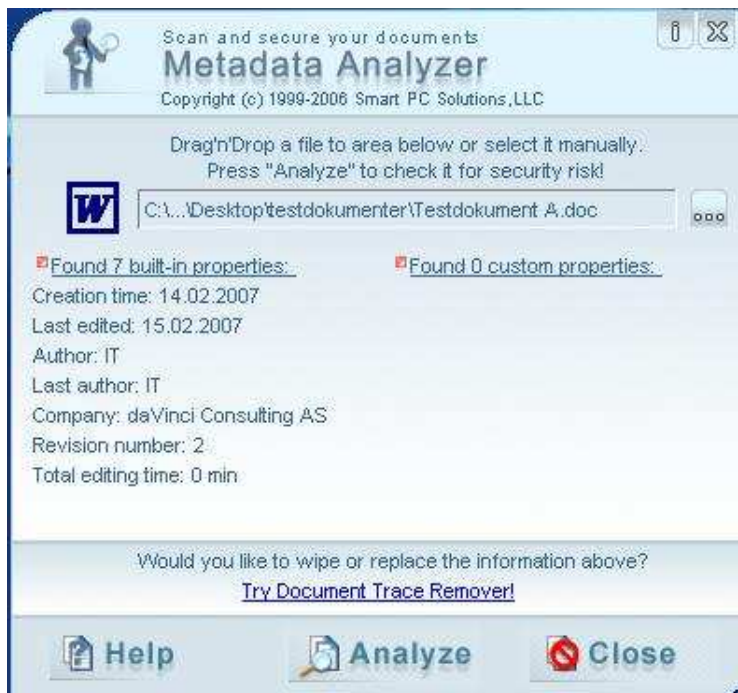 Scan and secure your documents
Metadata Analyzer
Copyright (c) 1999-2006 Smart PC Solutions,LLC
Drag'n'Drop a file to area below or select it manually.
Press "Analyze" to check it for security risk!
C:\...\Desktop\testdokumenter\Testdokument A.doc
Found 7 built-in properties:
Found 0 custom properties:
Creation time: 14.02.2007
Last edited: 15.02.2007
Author: IT
Last author: IT
Company: daVinci Consulting AS
Revision number: 2
Total editing time: 0 min
Would you like to wipe or replace the information above?
Try Document Trace Remover!
Help
Analyze
Close